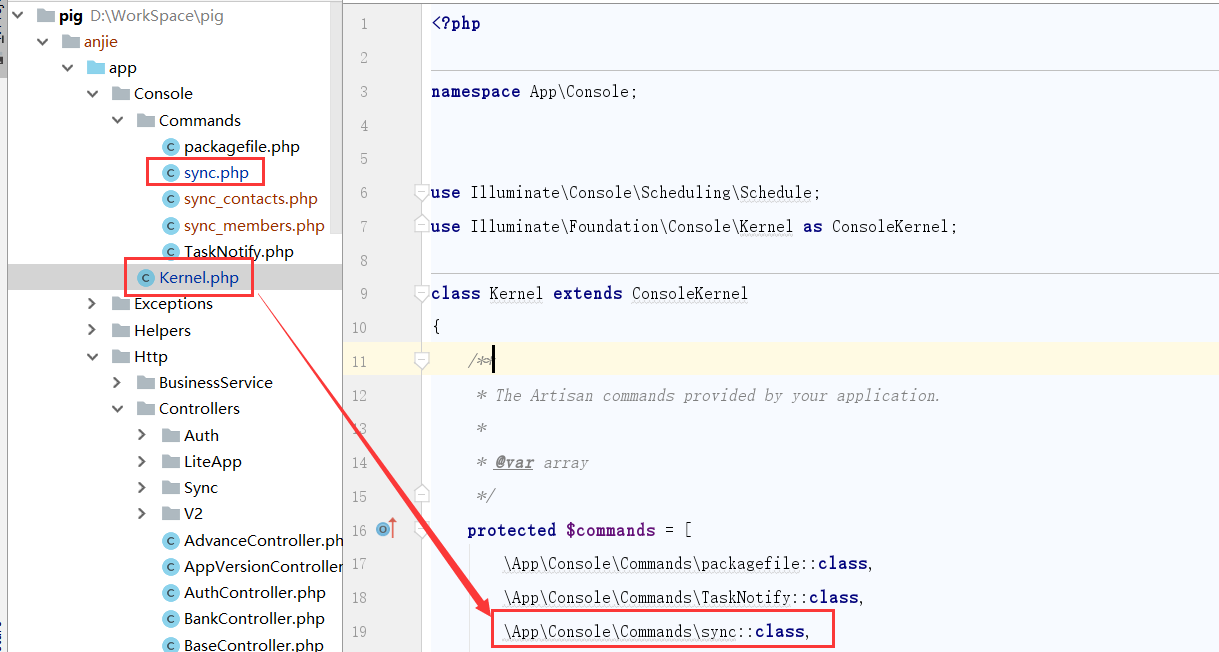 pig D:\WorkSpace\pig
anjie
app
Console
Commands
packagefile.php
sync.php
sync_contacts.php
sync_members.php
TaskNotify.php
Kernel.php
Exceptions
Helpers
Http
BusinessService
Controllers
Auth
LiteApp
Sync
V2
AdvanceController.ph
AppVersionController
AuthController.php
BankController.php
BaseController.php
1 <?php
2
3 namespace App\Console;
4
5
6 use Illuminate\Console\Scheduling\Schedule;
7 use Illuminate\Foundation\Console\Kernel as ConsoleKernel;
8
9 class Kernel extends ConsoleKernel
10 {
11 /**
12 * The Artisan commands provided by your application.
13 *
14 * @var array
15 */
16 protected $commands = [
17 \App\Console\Commands\packagefile::class,
18 \App\Console\Commands\TaskNotify::class,
19 \App\Console\Commands\sync::class,